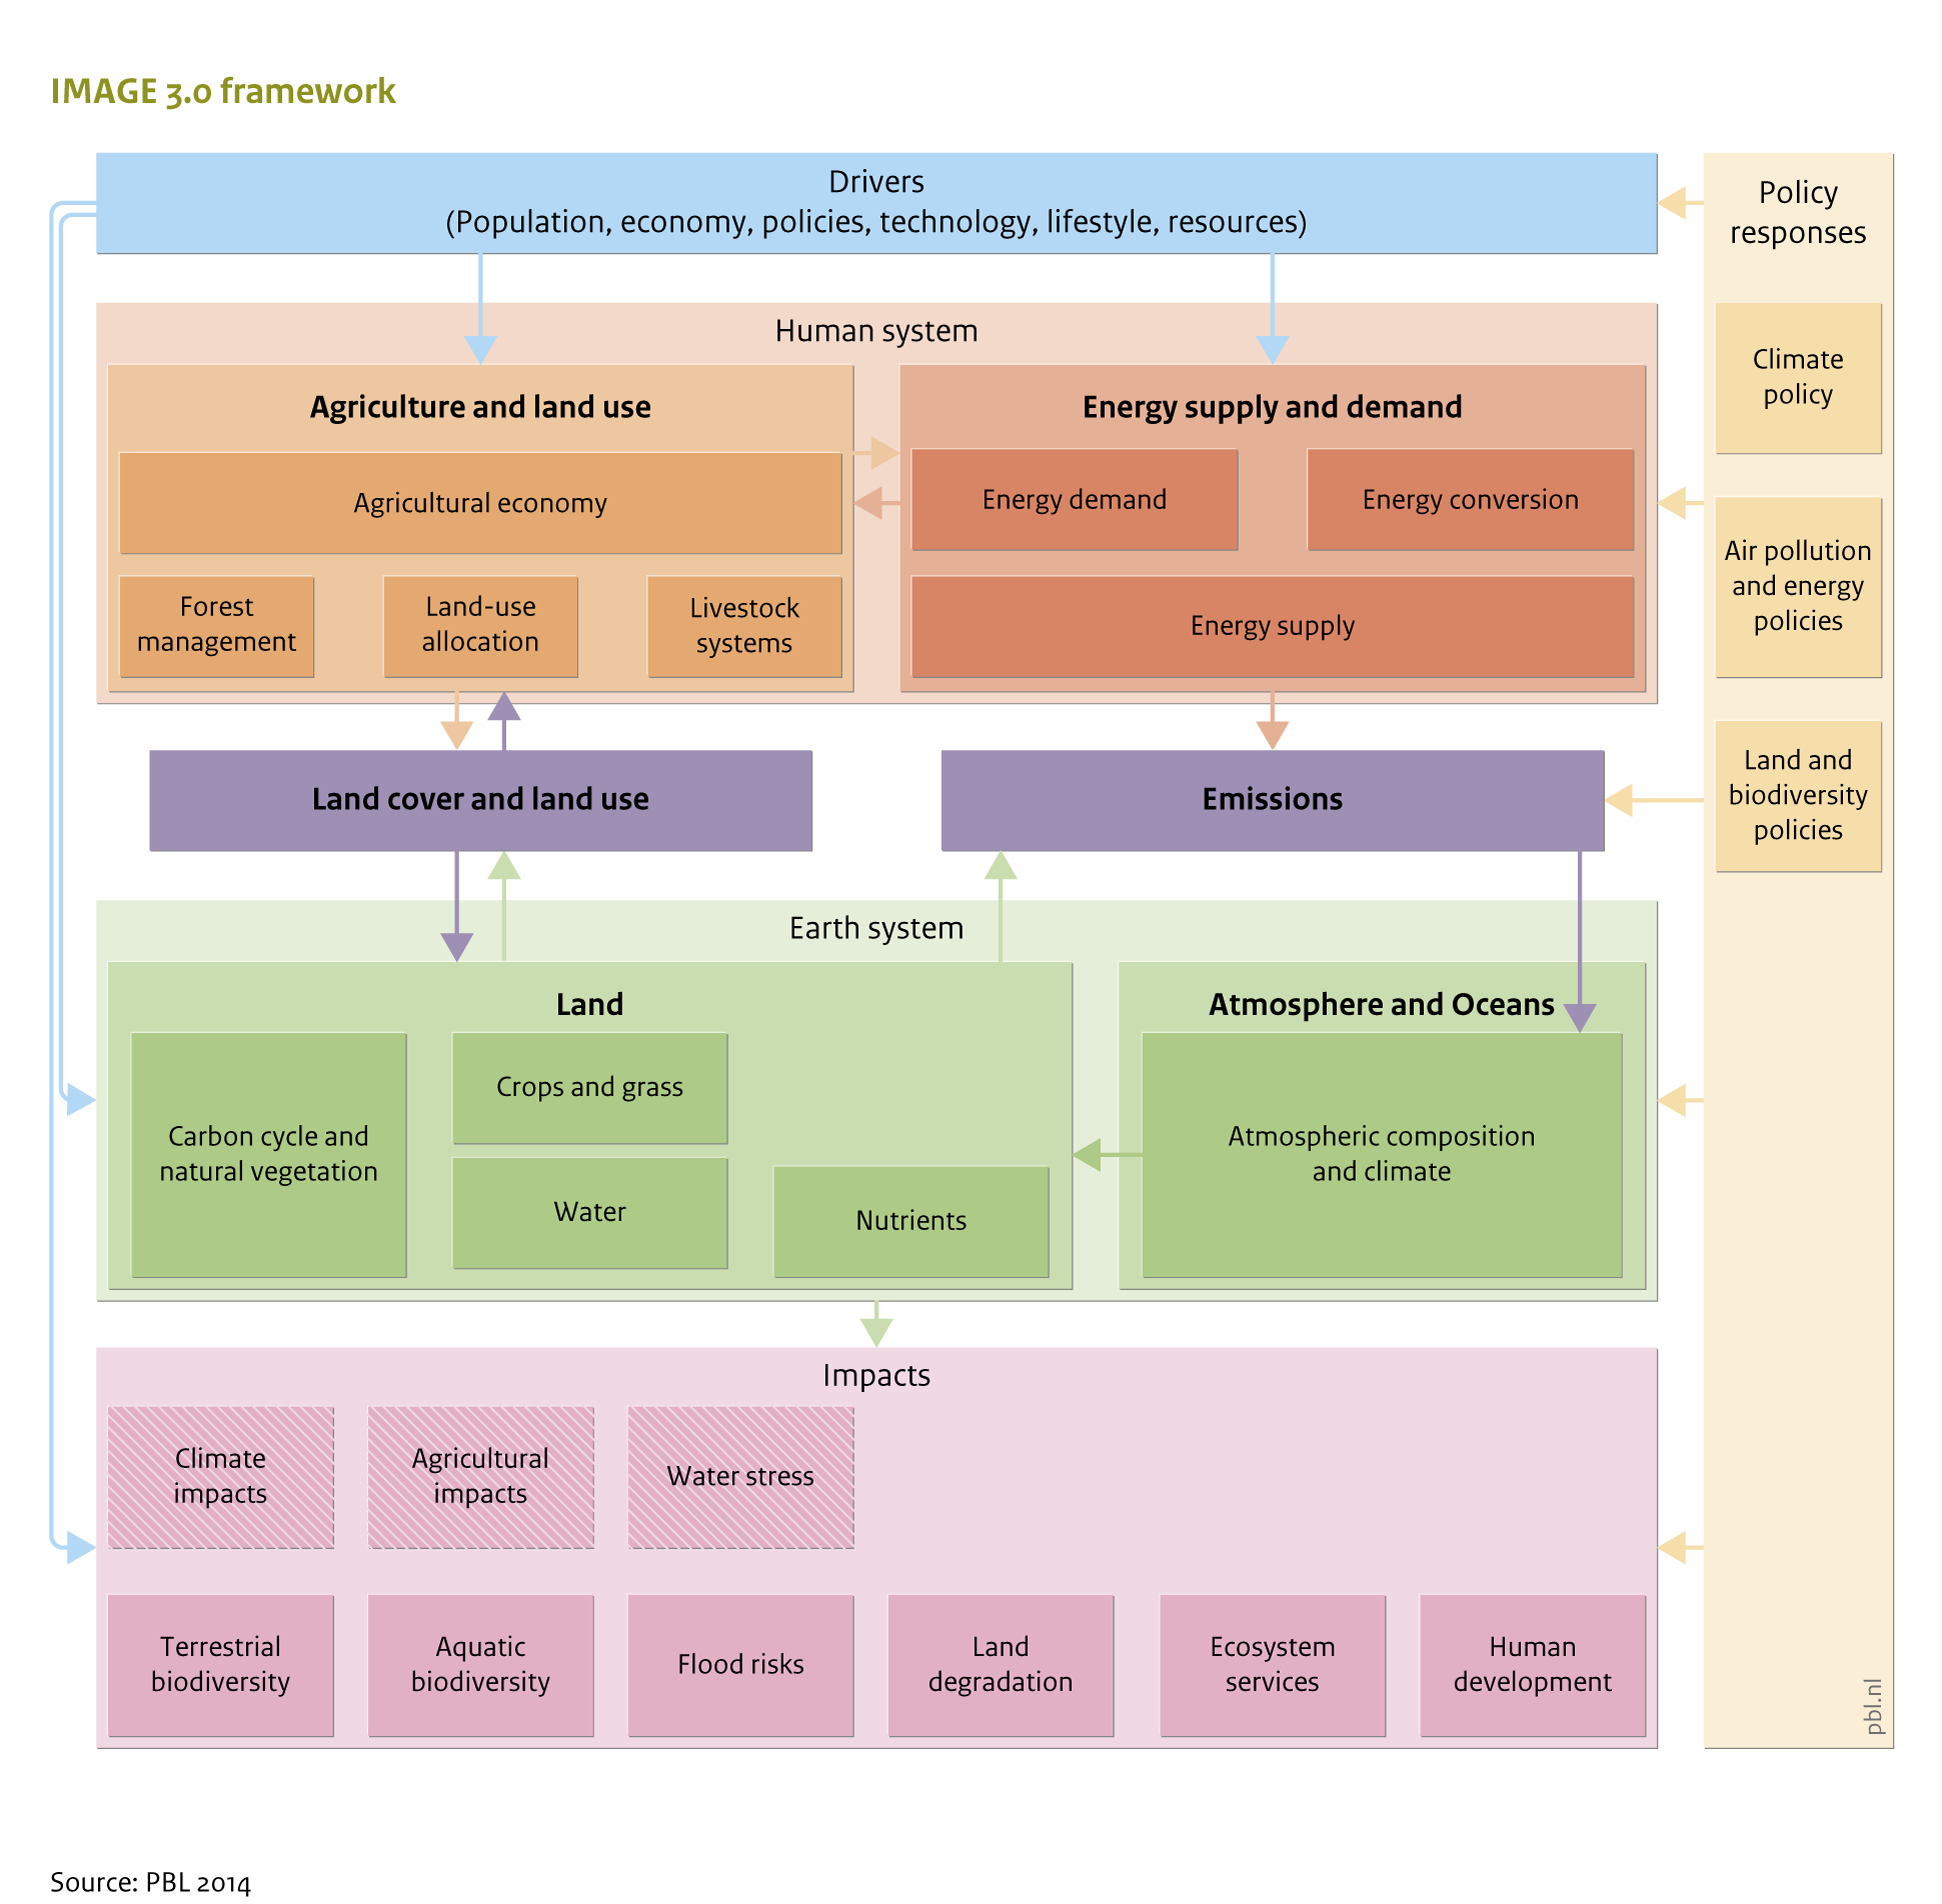 IMAGE 3.0 framework
Drivers
(Population, economy, policies, technology, lifestyle, resources)
Policy
responses
Human system
Agriculture and land use
Agricultural economy
Forest
management
Land-use
allocation
Livestock
systems
Energy supply and demand
Energy demand
Energy conversion
Energy supply
Climate
policy
Air pollution
and energy
policies
Land and
biodiversity
policies
Land cover and land use
Emissions
Earth system
Land
Carbon cycle and
natural vegetation
Crops and grass
Water
Nutrients
Atmosphere and Oceans
Atmospheric composition
and climate
Impacts
Climate
impacts
Agricultural
impacts
Water stress
Terrestrial
biodiversity
Aquatic
biodiversity
Flood risks
Land
degradation
Ecosystem
services
Human
development
pbl.nl
Source: PBL 2014